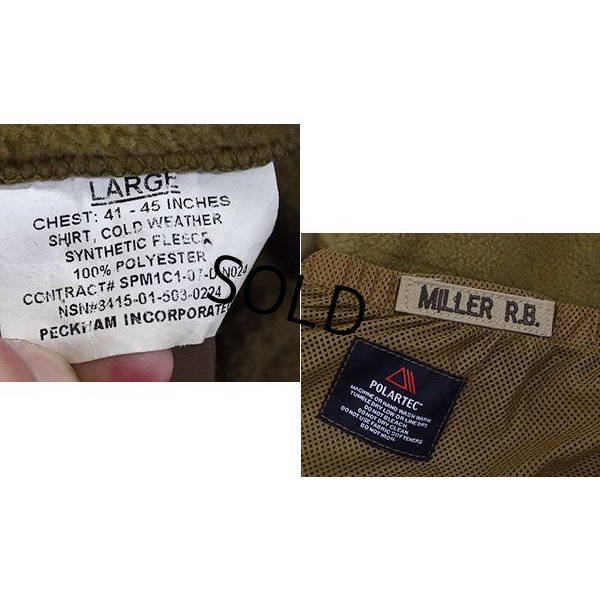 LARGE
CHEST: 41 - 45 INCHES
SHIRT, COLD WEATHER
SYNTHETIC FLEECE
100% POLYESTER
CONTRACT# SPM1C1-07-D-N024
NSN#8415-01-503-0224
PECKHAM INCORPORATED
SOLD
MILLER R.B.
POLARTEC®
MACHINE OR HAND WASH WARM
TUMBLE DRY LOW OR LINE DRY
DO NOT BLEACH
DO NOT DRY CLEAN
DO NOT USE FABRIC SOFTENERS
DO NOT IRON